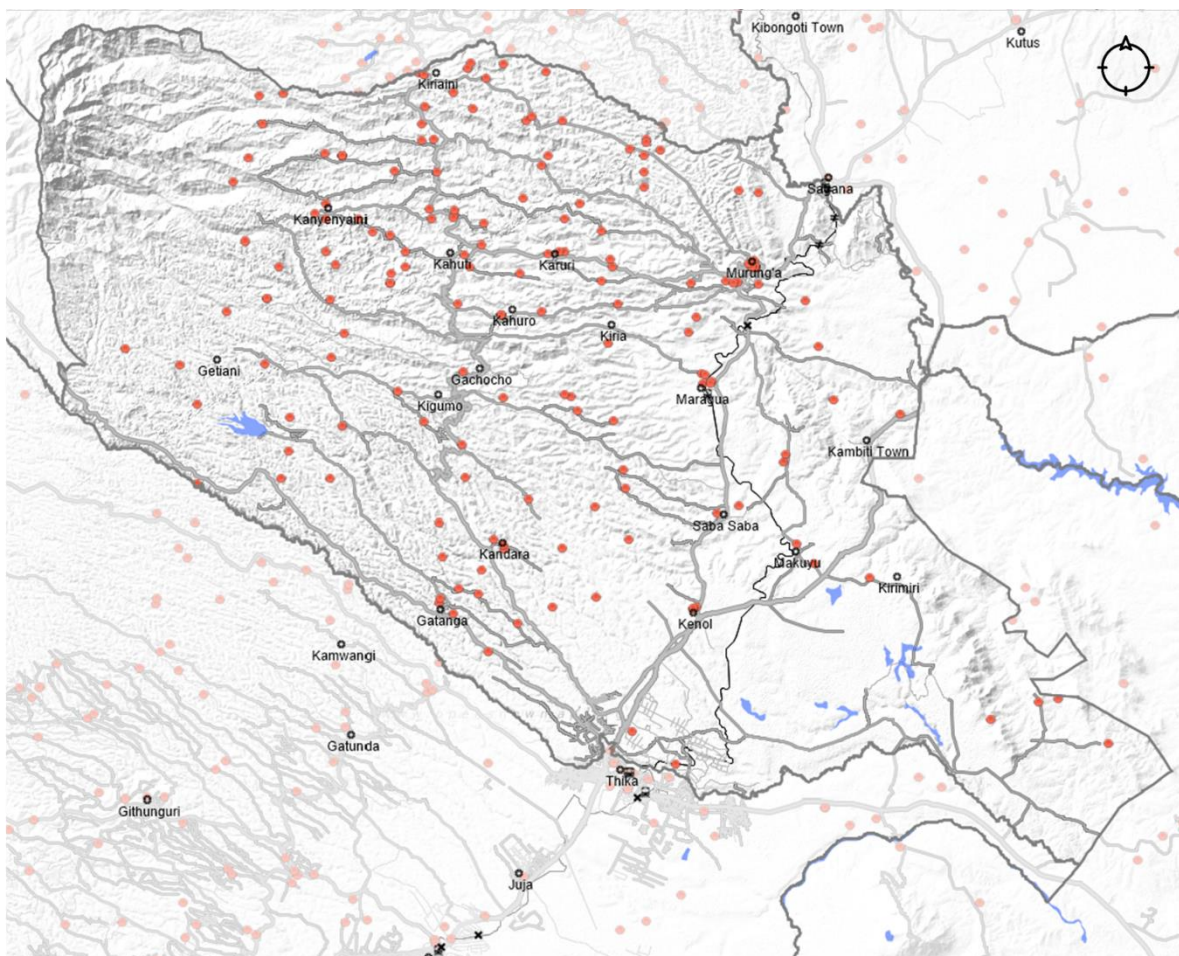 Kibongoti Town
Kutus
Kiriaini
Sagana
Kanyenyaini
Kahuti
Karuri
Murung'a
Kahuro
Kiria
Getiani
Gachocho
Kigumo
Maragua
Kambiti Town
Saba Saba
Kandara
Makuyu
Kirimiri
Gatanga
Kenol
Kamwangi
Gatunda
Thika
Githunguri
Juja